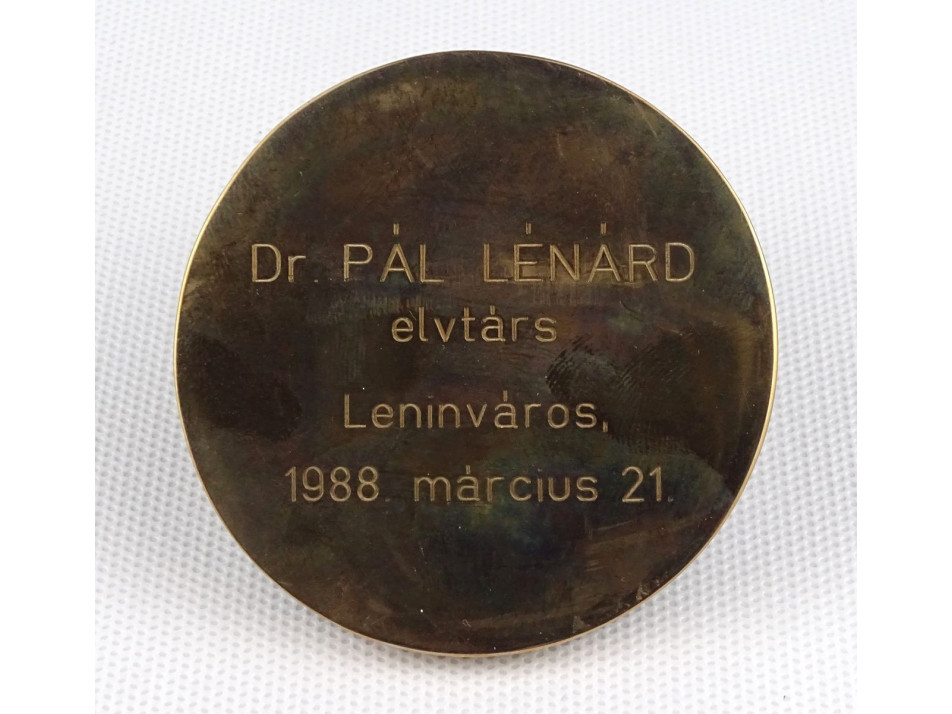 Dr PÁL LÉNÁRD
elvtárs
Leninváros,
1988. március 21.